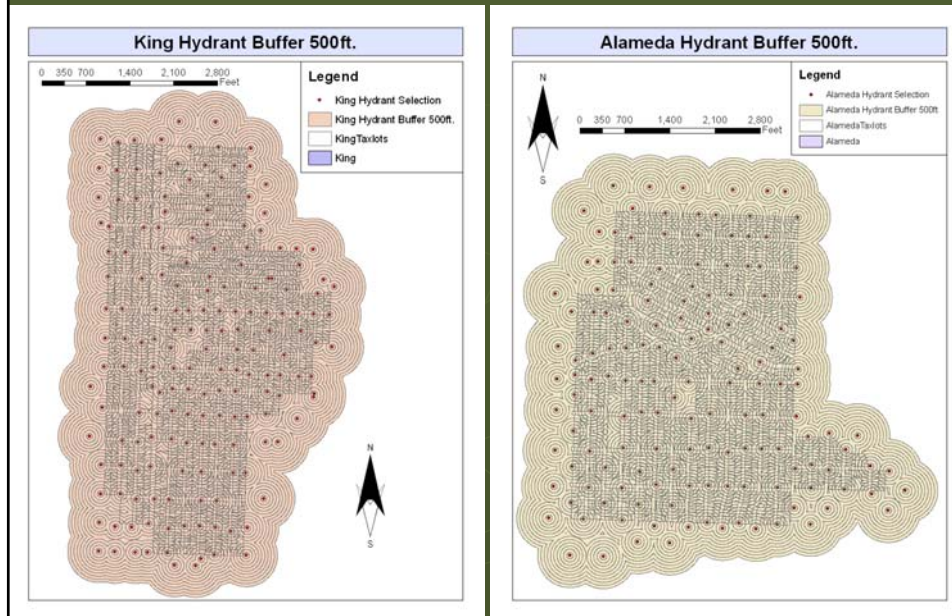 King Hydrant Buffer 500ft.
0 350 700 1,400 2,100 2,800
Feet
Legend
King Hydrant Selection
King Hydrant Buffer 500ft.
KingTaxlots
King
N
S
Alameda Hydrant Buffer 500ft.
N
S
0 350 700 1,400 2,100 2,800
Feet
Legend
Alameda Hydrant Selection
Alameda Hydrant Buffer 500ft
AlamedaTaxlots
Alameda